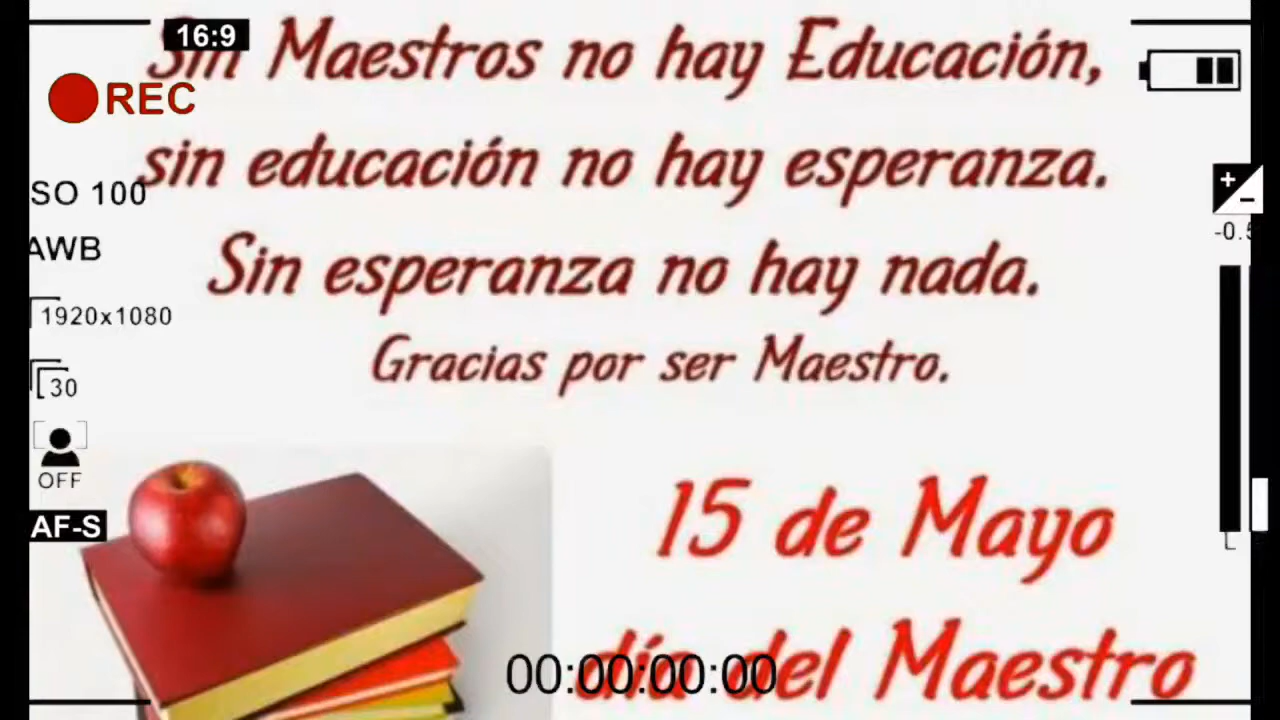 16:9
Sin Maestros no hay Educación,
REC
sin educación no hay esperanza.
ISO 100
AWB
Sin esperanza no hay nada.
1920x1080
Gracias por ser Maestro.
30
OFF
AF-S
15 de Mayo
día del Maestro
00:00:00:00
-0.5
L